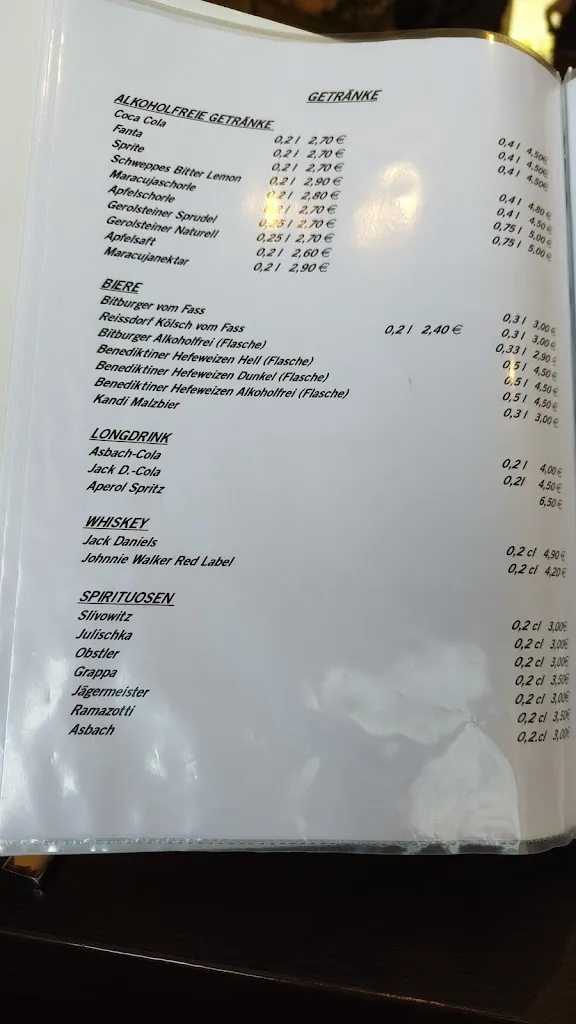 GETRÄNKE
ALKOHOLFREIE GETRÄNKE
Coca Cola 0,2 l 2,70 € 0,4 l 4,50€
Fanta 0,2 l 2,70 € 0,4 l 4,50€
Sprite 0,2 l 2,70 € 0,4 l 4,50€
Schweppes Bitter Lemon 0,2 l 2,90 €
Maracujaschorle 0,2 l 2,80 € 0,4 l 4,80 €
Apfelschorle 0,2 l 2,70 € 0,4 l 4,50 €
Gerolsteiner Sprudel 0,25 l 2,70 € 0,75 l 5,00 €
Gerolsteiner Naturell 0,25 l 2,70 € 0,75 l 5,00 €
Apfelsaft 0,2 l 2,60 €
Maracujanektar 0,2 l 2,90 €
BIERE
Bitburger vom Fass 0,3 l 3,00 €
Reissdorf Kölsch vom Fass 0,2 l 2,40 € 0,3 l 3,00 €
Bitburger Alkoholfrei (Flasche) 0,33 l 2,90 €
Benediktiner Hefeweizen Hell (Flasche) 0,5 l 4,50 €
Benediktiner Hefeweizen Dunkel (Flasche) 0,5 l 4,50 €
Benediktiner Hefeweizen Alkoholfrei (Flasche) 0,5 l 4,50 €
Kandi Malzbier 0,3 l 3,00 €
LONGDRINK
Asbach-Cola 0,2 l 4,00 €
Jack D.-Cola 0,2l 4,50 €
Aperol Spritz 6,50 €
WHISKEY
Jack Daniels 0,2 cl 4,90 €
Johnnie Walker Red Label 0,2 cl 4,20 €
SPIRITUOSEN
Slivowitz 0,2 cl 3,00€
Julischka 0,2 cl 3,00€
Obstler 0,2 cl 3,00€
Grappa 0,2 cl 3,50€
Jägermeister 0,2 cl 3,00€
Ramazotti 0,2 cl 3,50€
Asbach 0,2.cl 3,00€